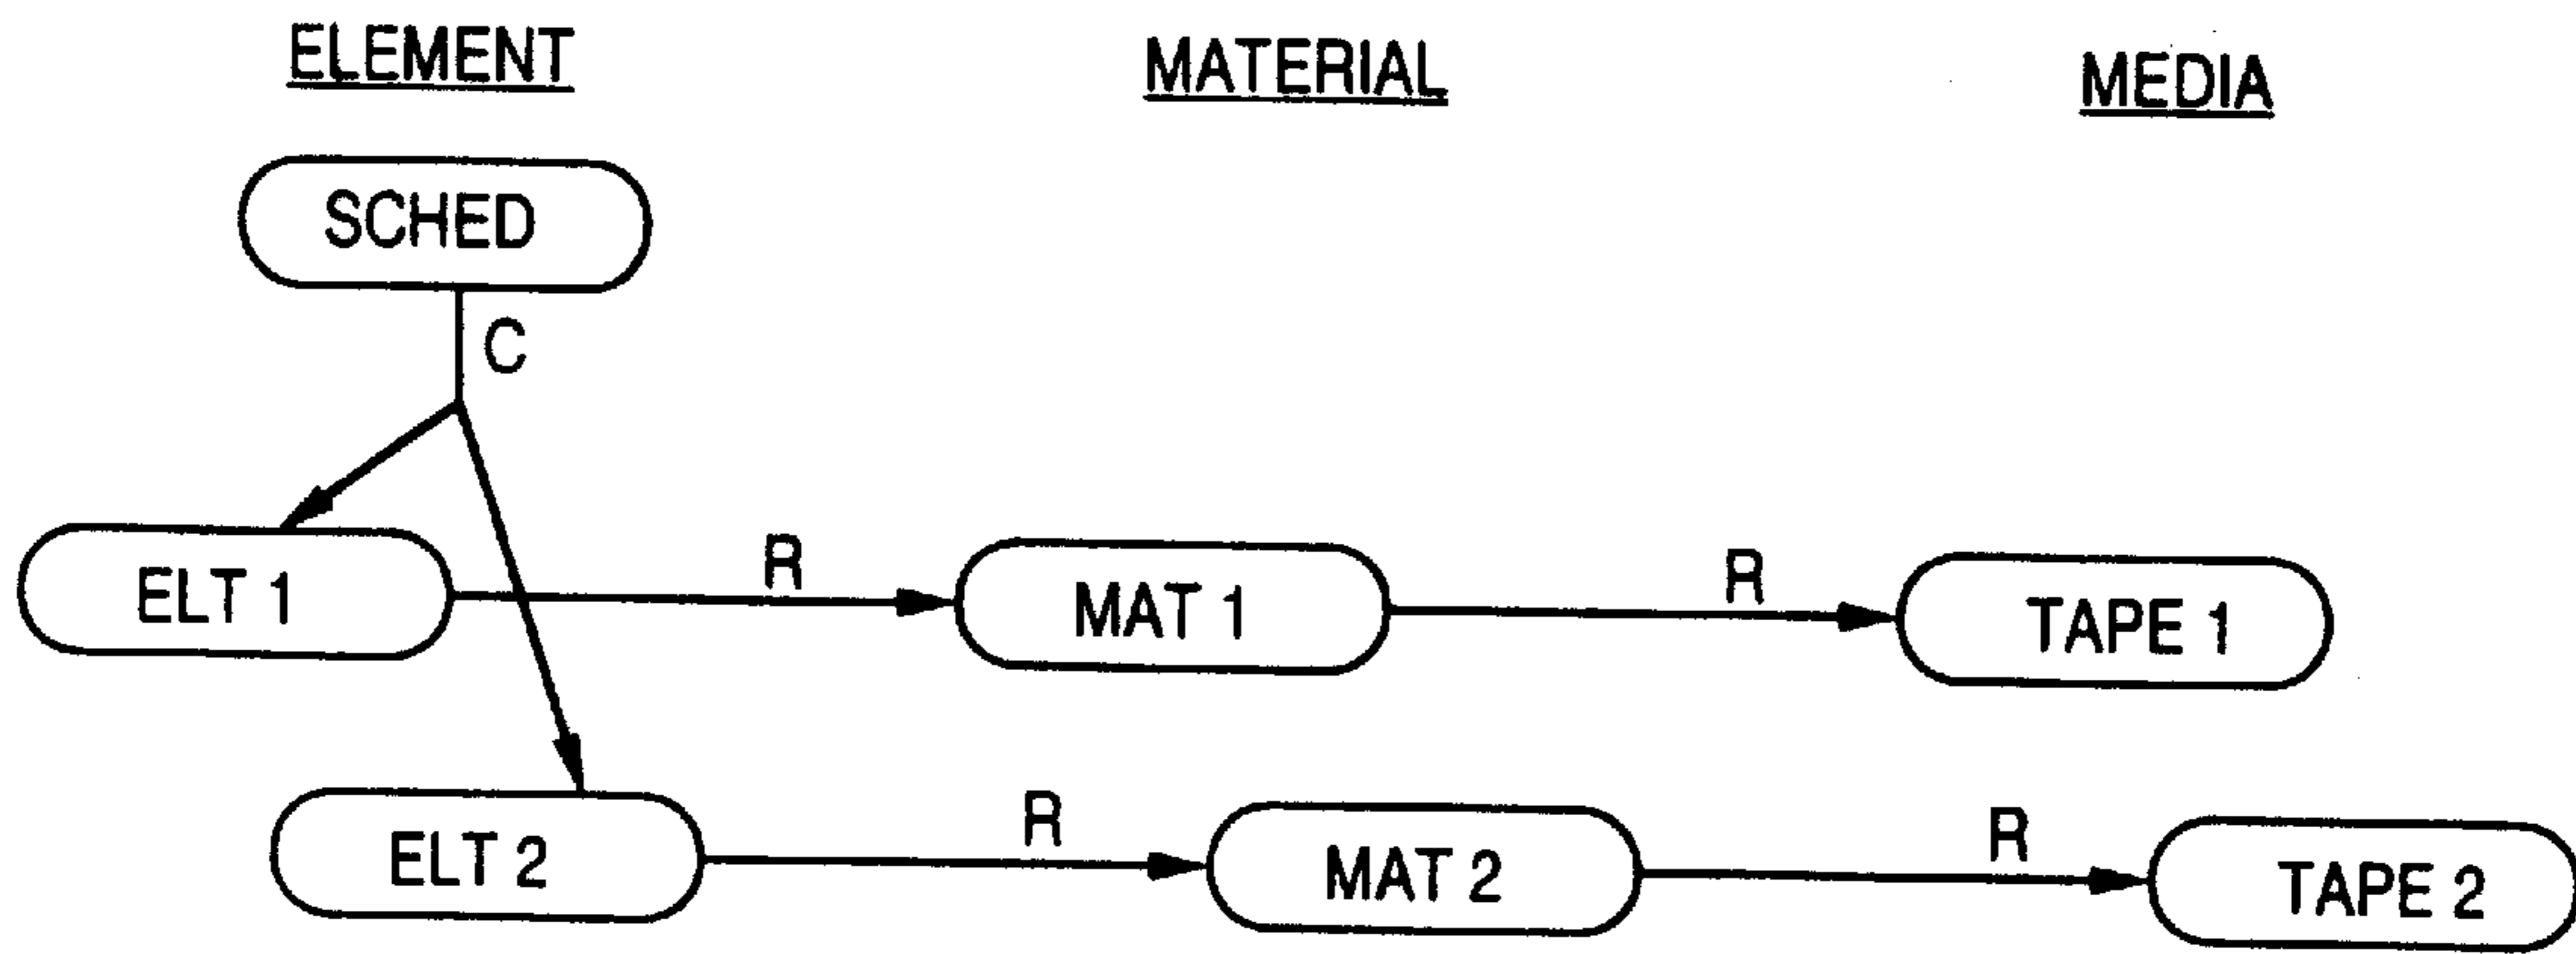 ELEMENT MATERIAL MEDIA
SCHED
C
ELT 1 R MAT 1 R TAPE 1
ELT 2 R MAT 2 R TAPE 2